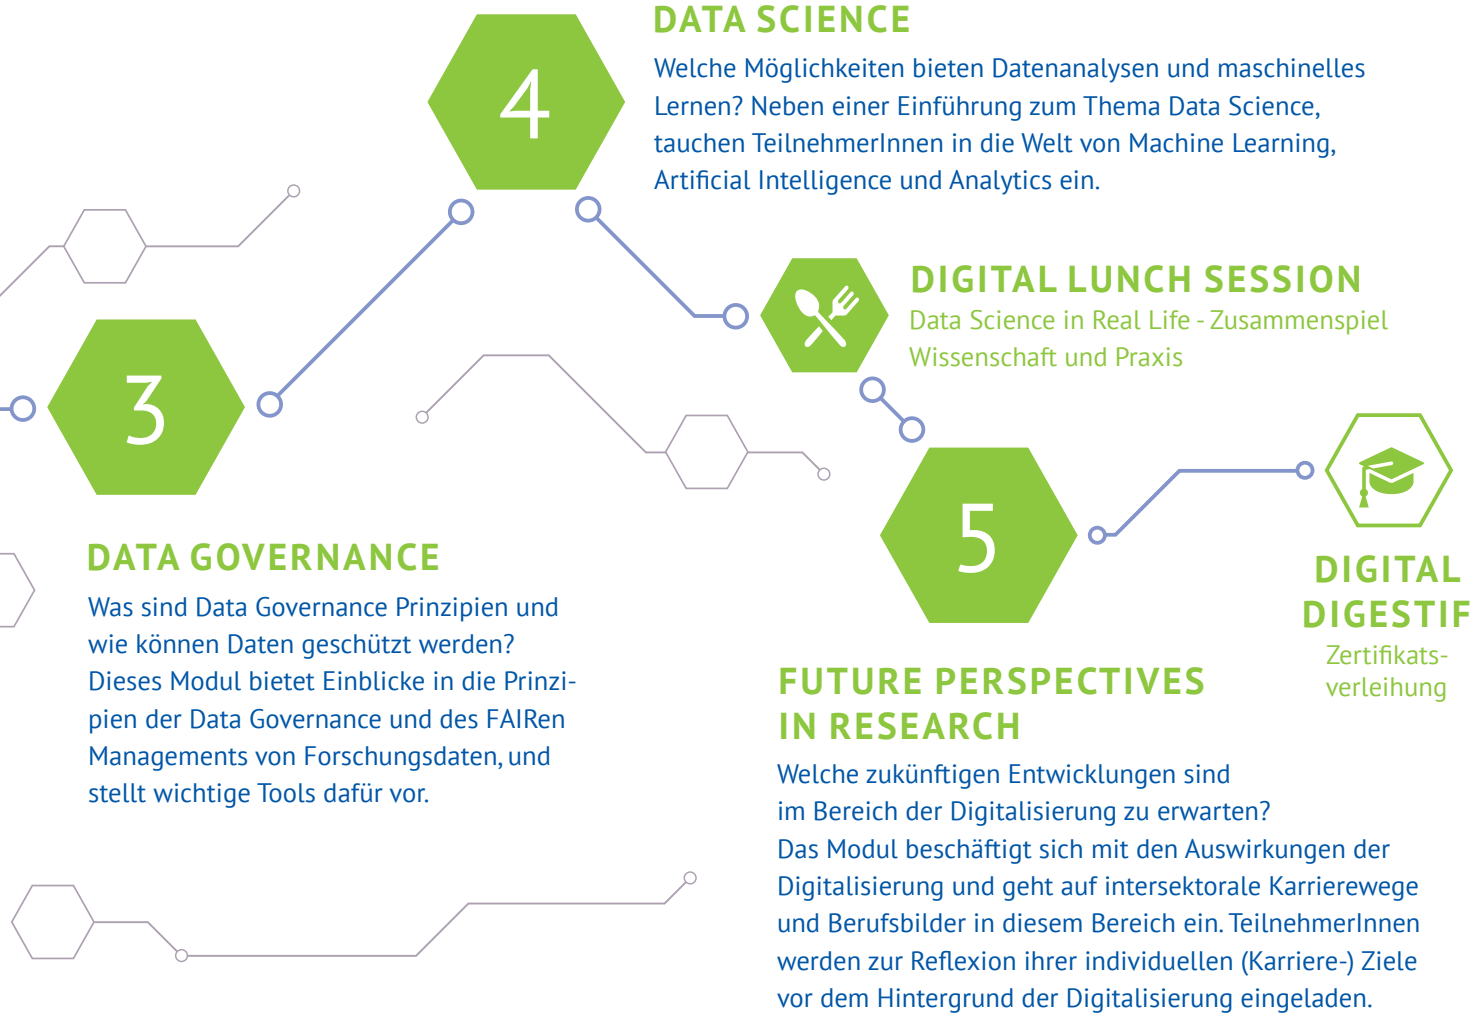 4
DATA SCIENCE
Welche Möglichkeiten bieten Datenanalysen und maschinelles
Lernen? Neben einer Einführung zum Thema Data Science,
tauchen TeilnehmerInnen in die Welt von Machine Learning,
Artificial Intelligence und Analytics ein.
DIGITAL LUNCH SESSION
Data Science in Real Life - Zusammenspiel
Wissenschaft und Praxis
3
DATA GOVERNANCE
Was sind Data Governance Prinzipien und
wie können Daten geschützt werden?
Dieses Modul bietet Einblicke in die Prinzi-
pien der Data Governance und des FAIRen
Managements von Forschungsdaten, und
stellt wichtige Tools dafür vor.
5
FUTURE PERSPECTIVES
IN RESEARCH
Welche zukünftigen Entwicklungen sind
im Bereich der Digitalisierung zu erwarten?
Das Modul beschäftigt sich mit den Auswirkungen der
Digitalisierung und geht auf intersektorale Karrierewege
und Berufsbilder in diesem Bereich ein. TeilnehmerInnen
werden zur Reflexion ihrer individuellen (Karriere-) Ziele
vor dem Hintergrund der Digitalisierung eingeladen.
DIGITAL
DIGESTIF
Zertifikats-
verleihung